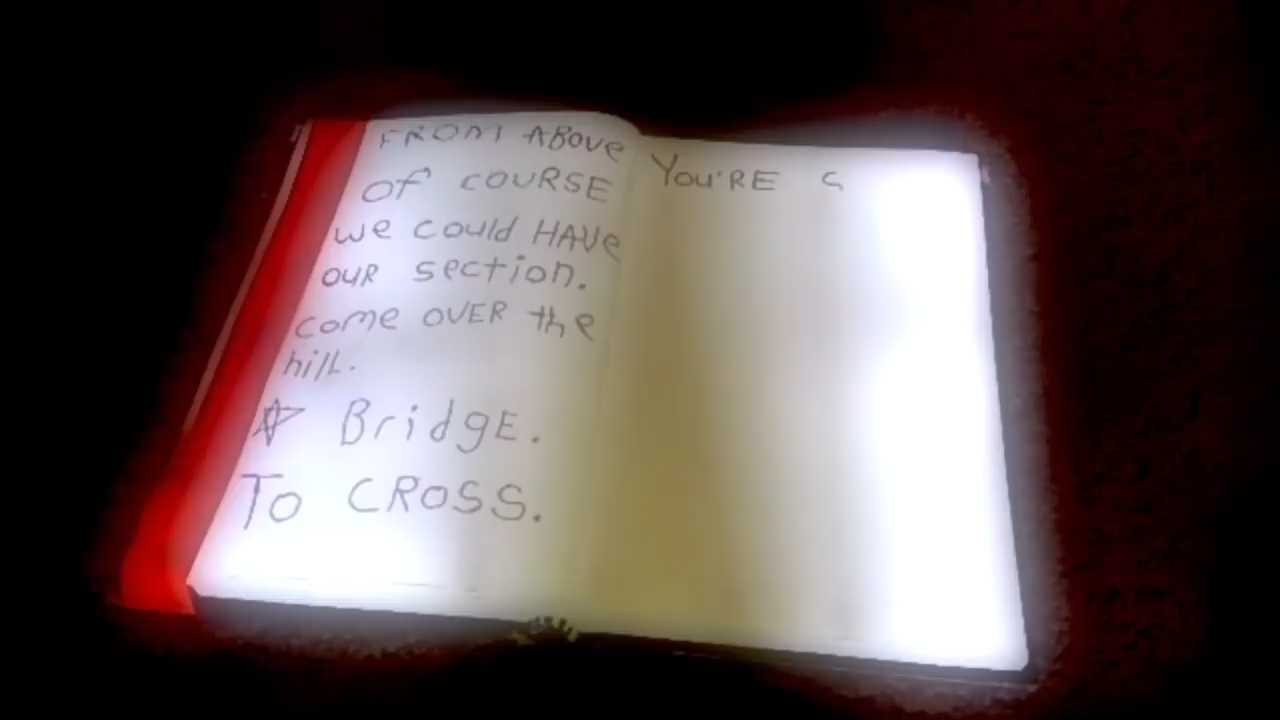 FROM ABove
of COURSE
we could HAVe
OUR section.
come OVER the
hilL.
☆ BridgE.
To CROSS.
You'RE